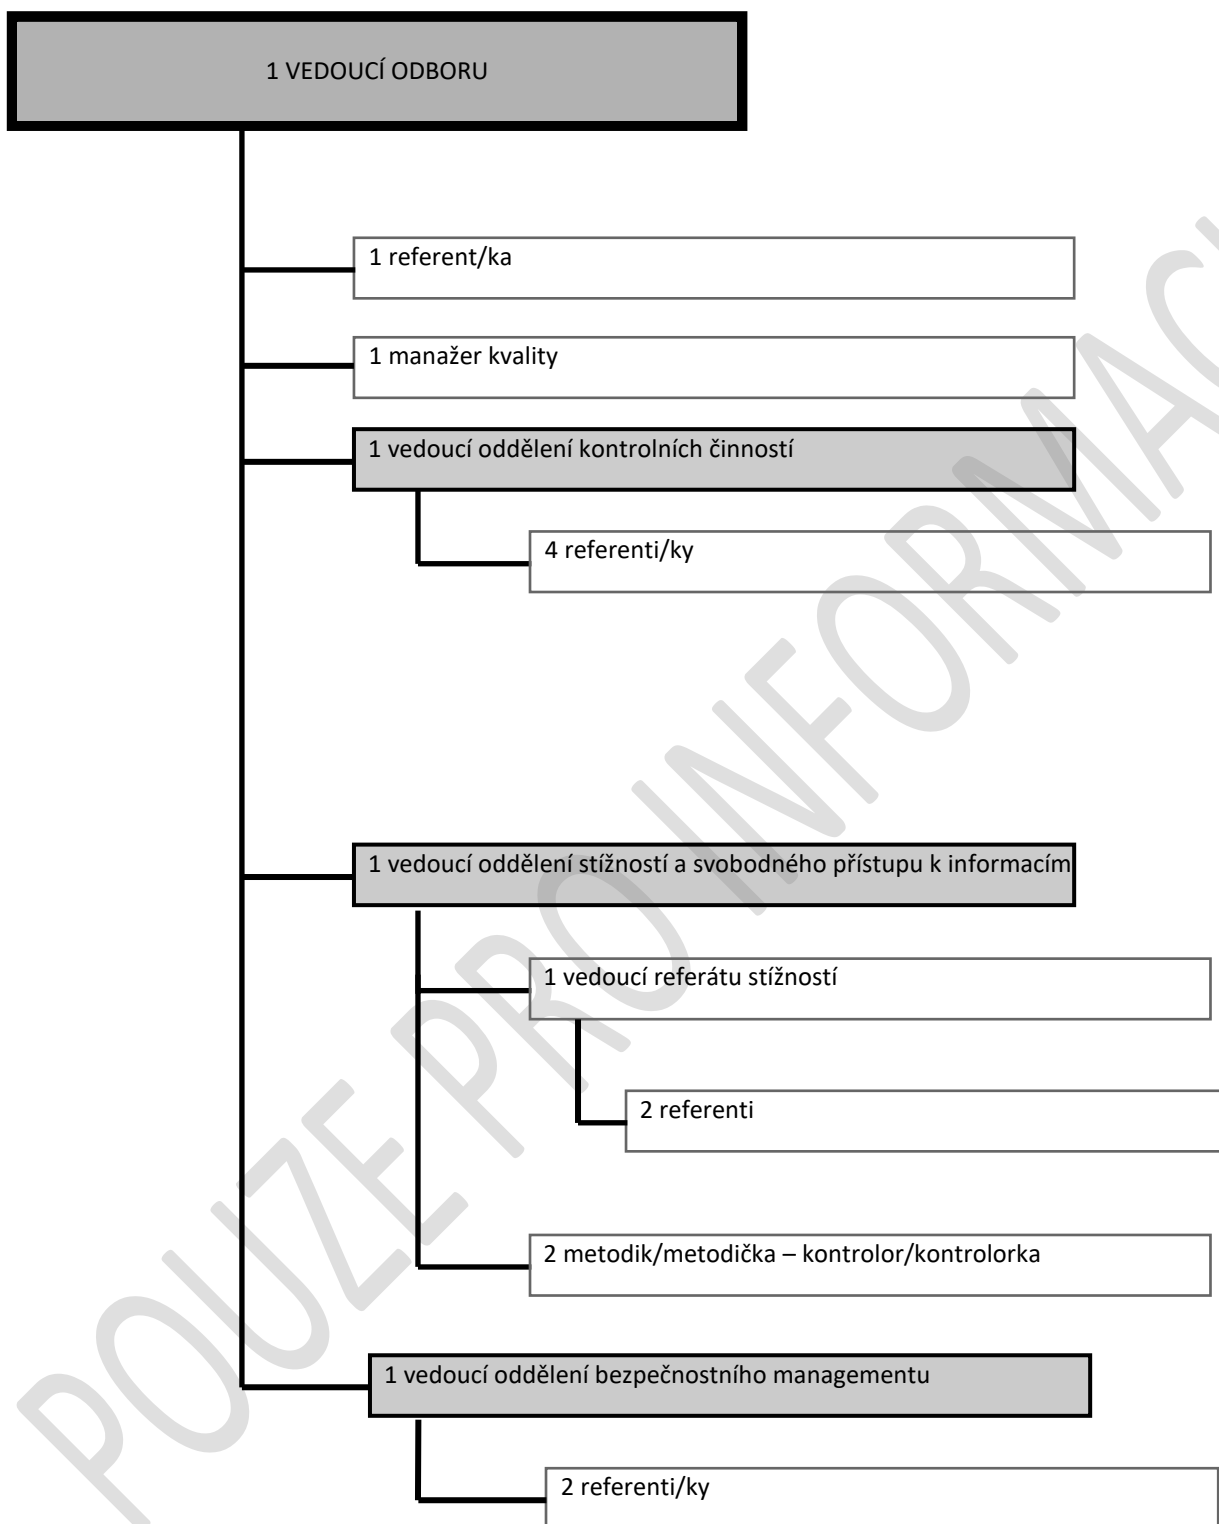 1 VEDOUCÍ ODBORU
1 referent/ka
1 manažer kvality
1 vedoucí oddělení kontrolních činností
4 referenti/ky
1 vedoucí oddělení stížností a svobodného přístupu k informacím
1 vedoucí referátu stížností
2 referenti
2 metodik/metodička – kontrolor/kontrolorka
1 vedoucí oddělení bezpečnostního managementu
2 referenti/ky
POUZE PRO INFORMAC